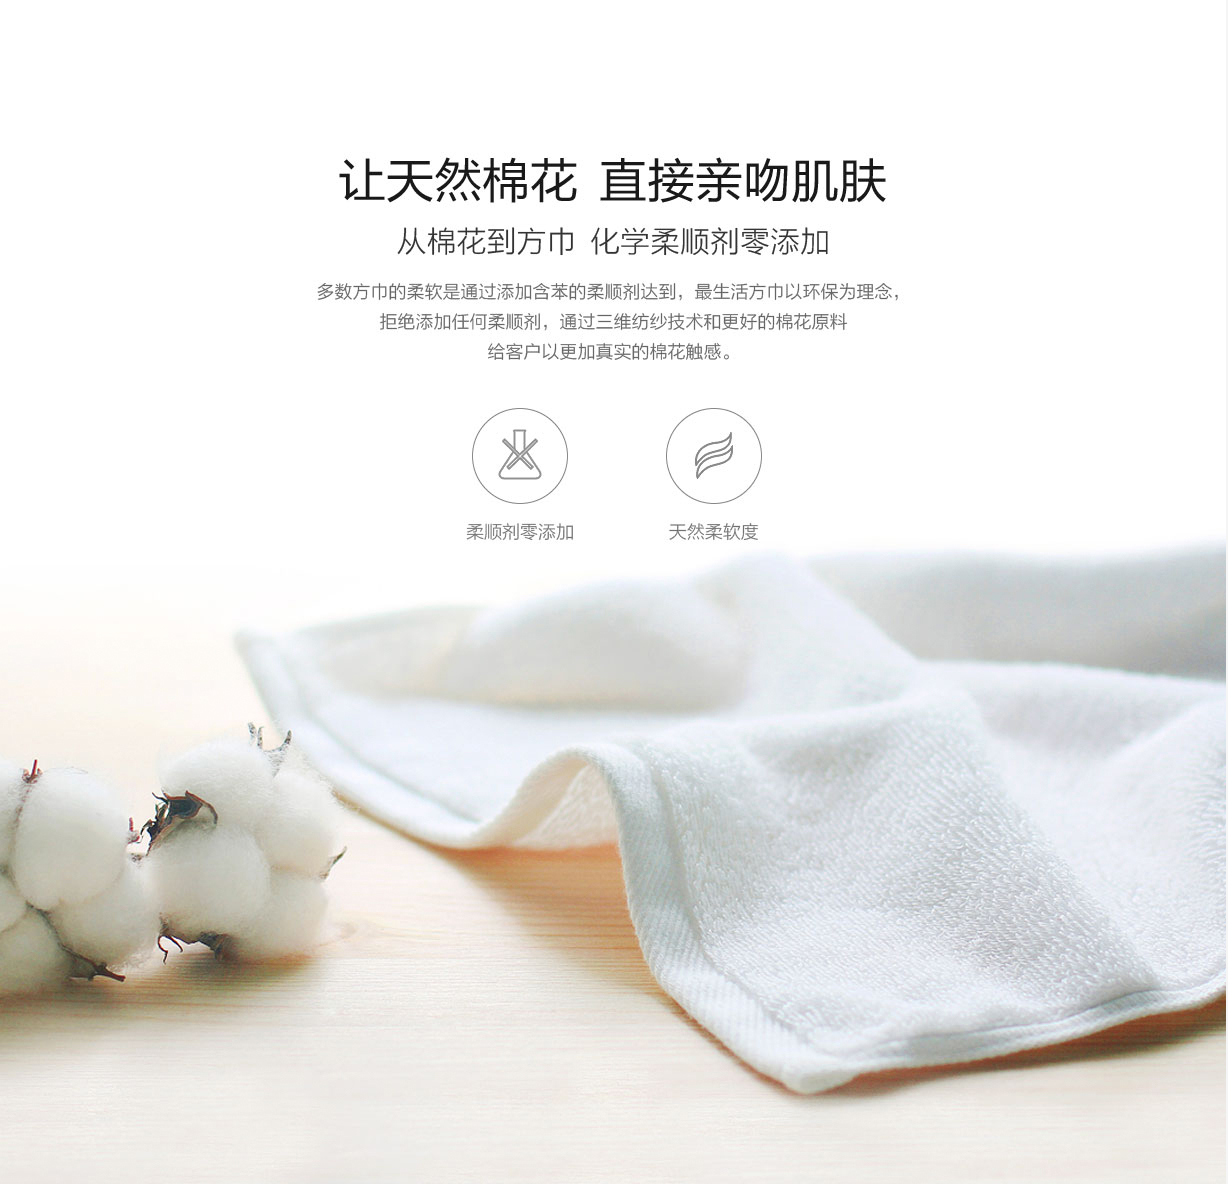 让天然棉花 直接亲吻肌肤
从棉花到方巾 化学柔顺剂零添加
多数方巾的柔软是通过添加含苯的柔顺剂达到，最生活方巾以环保为理念，
拒绝添加任何柔顺剂，通过三维纺纱技术和更好的棉花原料
给客户以更加真实的棉花触感。
柔顺剂零添加 天然柔软度